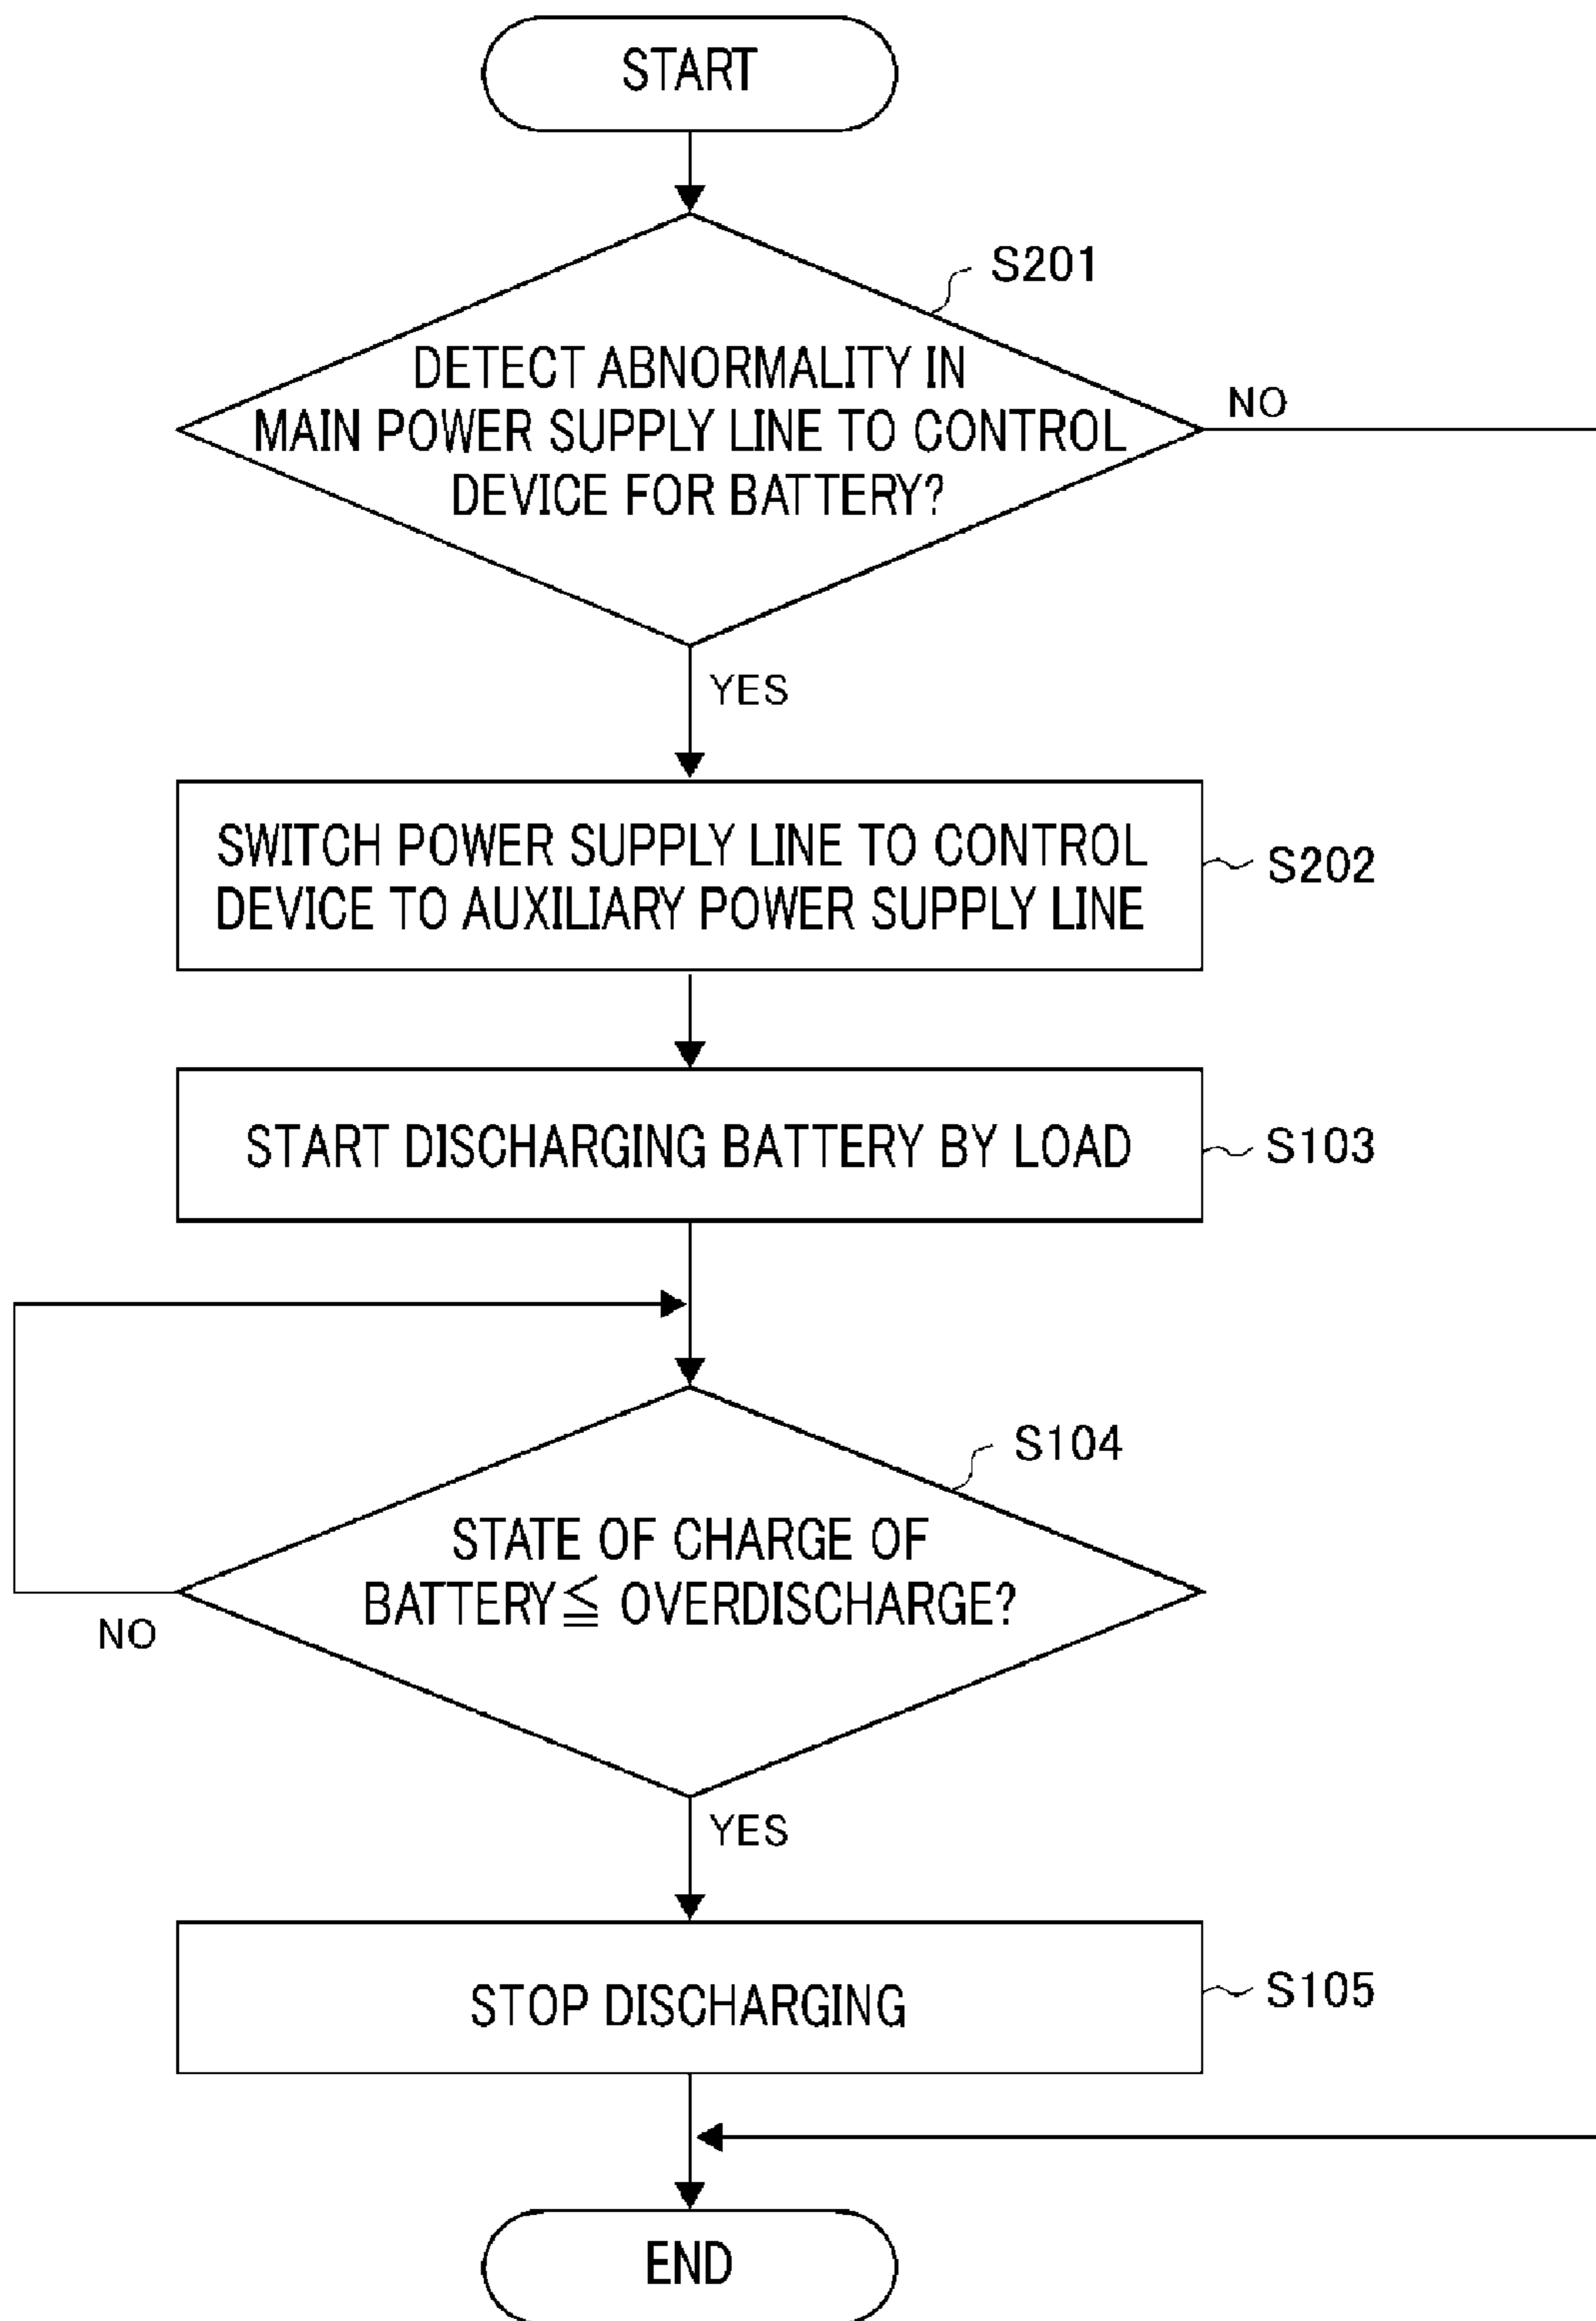 START
S201
DETECT ABNORMALITY IN
MAIN POWER SUPPLY LINE TO CONTROL
DEVICE FOR BATTERY?
NO
YES
SWITCH POWER SUPPLY LINE TO CONTROL
DEVICE TO AUXILIARY POWER SUPPLY LINE
S202
START DISCHARGING BATTERY BY LOAD
S103
S104
STATE OF CHARGE OF
BATTERY≦ OVERDISCHARGE?
NO
YES
STOP DISCHARGING
S105
END